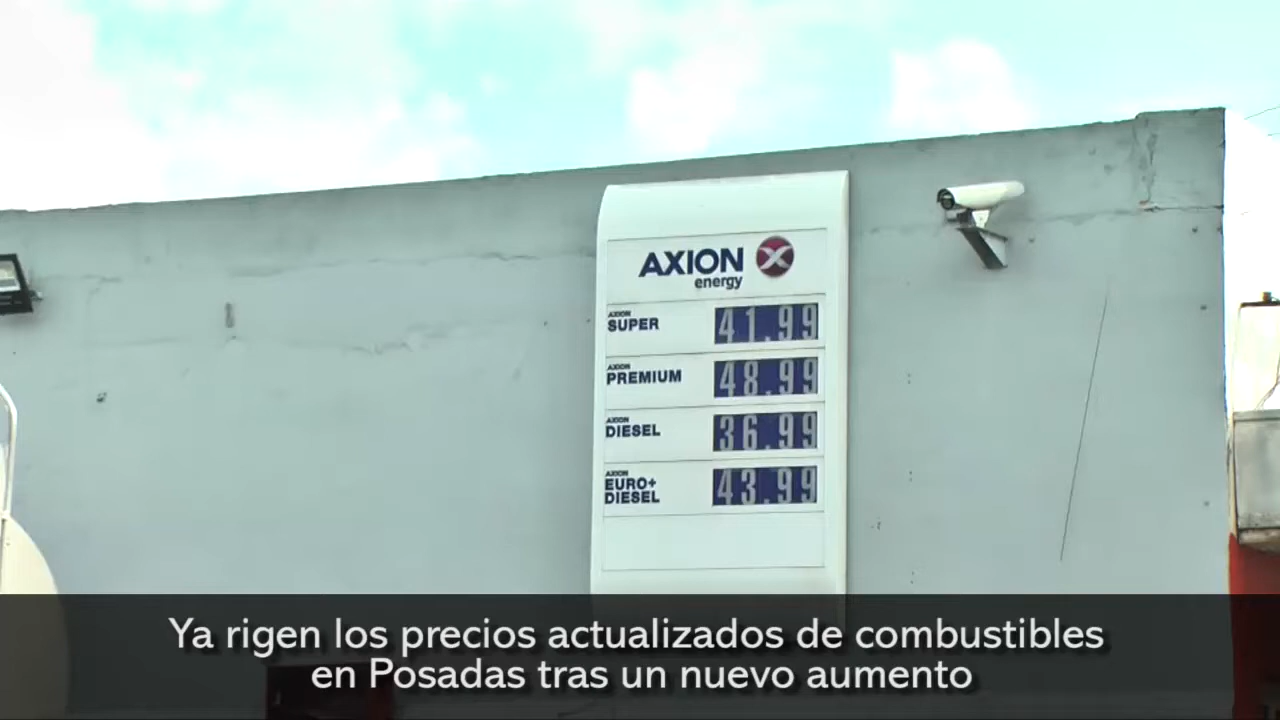 AXION
energy
AXION
SUPER 41.99
AXION
PREMIUM 48.99
AXION
DIESEL 36.99
AXION
EURO+
DIESEL 43.99
Ya rigen los precios actualizados de combustibles
en Posadas tras un nuevo aumento